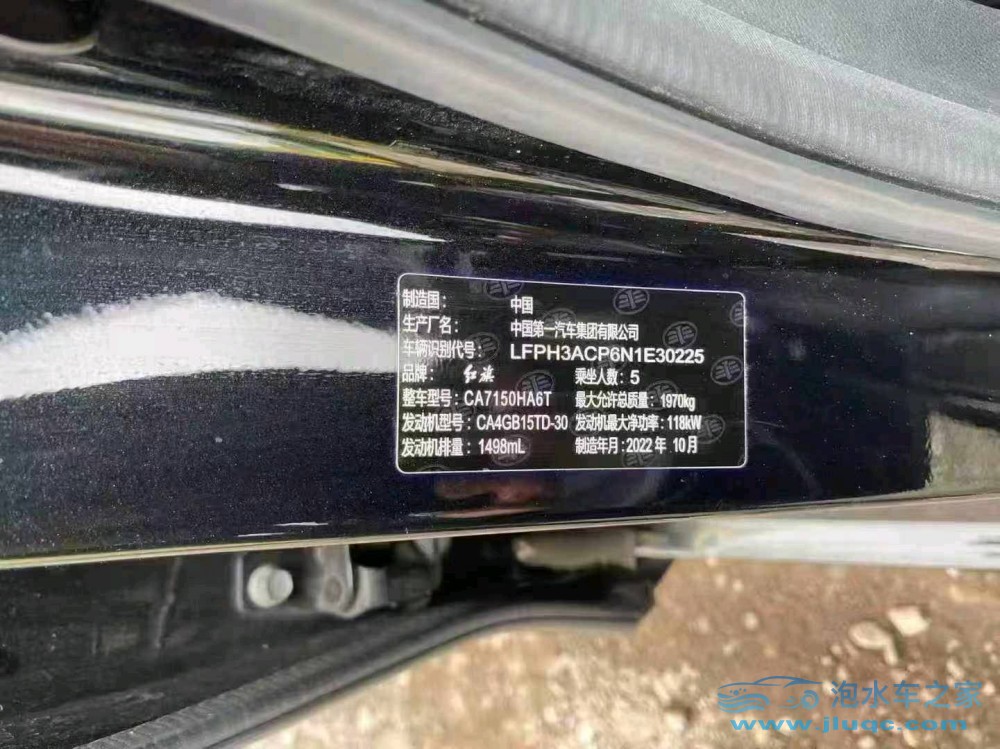 制造国： 中国
生产厂名： 中国第一汽车集团有限公司
车辆识别代号： LFPH3ACP6N1E30225
品牌： 红旗 乘坐人数：5
整车型号：CA7150HA6T 最大允许总质量：1970kg
发动机型号：CA4GB15TD-30 发动机最大净功率：118kW
发动机排量：1498mL 制造年月：2022年 10月
泡水车之家
www.jluqc.com